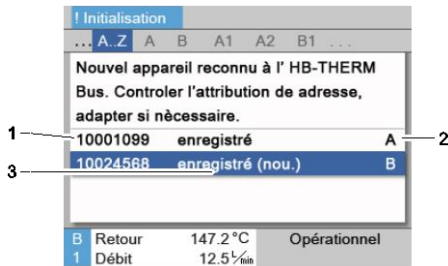 ! Initialisation
... A..Z A B A1 A2 B1 ...
Nouvel appareil reconnu à l' HB-THERM
Bus. Controler l'attribution de adresse,
adapter si nècessaire.
1 10001099 enregistré A 2
10024568 enregistré (nou.) B
3
B Retour 147.2 °C Opérationnel
1 Débit 12.5 L/min